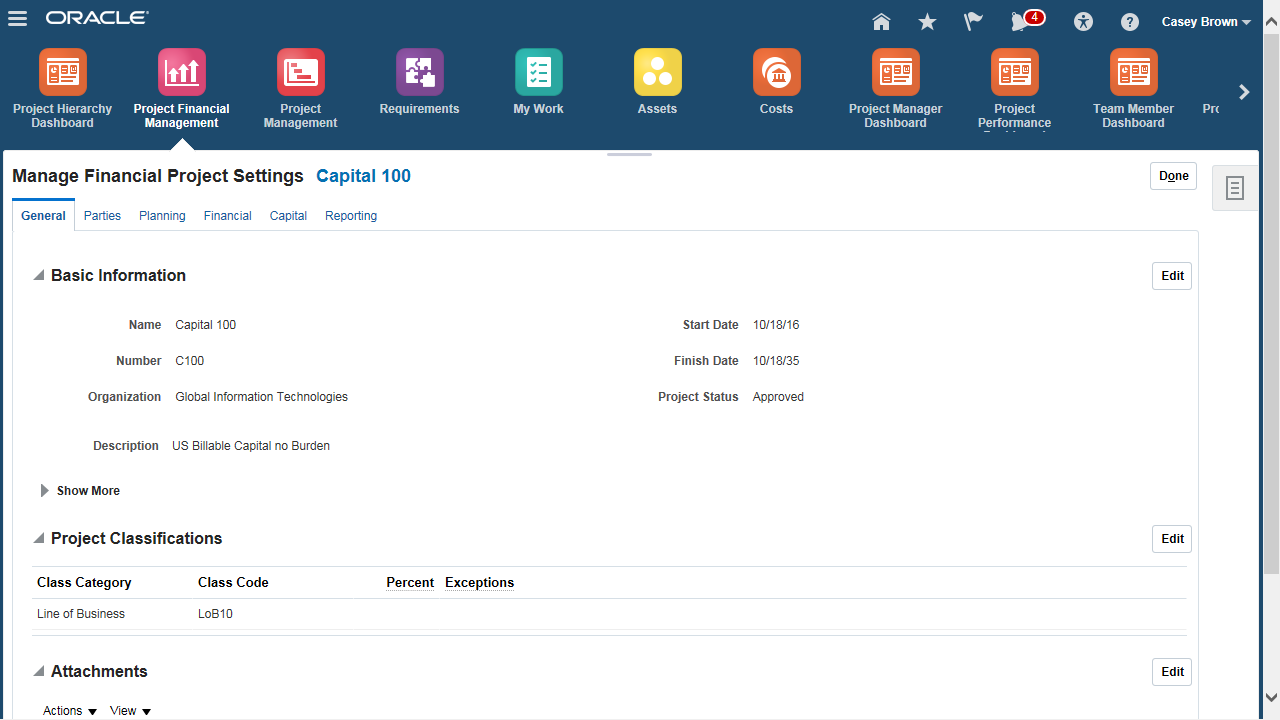 ORACLE
4
Casey Brown
Project Hierarchy
Dashboard
Project Financial
Management
Project
Management
Requirements
My Work
Assets
Costs
Project Manager
Dashboard
Project
Performance
Team Member
Dashboard
Manage Financial Project Settings Capital 100
Done
General Parties Planning Financial Capital Reporting
Basic Information
Edit
Name Capital 100
Start Date 10/18/16
Number C100
Finish Date 10/18/35
Organization Global Information Technologies
Project Status Approved
Description US Billable Capital no Burden
Show More
Project Classifications
Edit
Class Category Class Code Percent Exceptions
Line of Business LoB10
Attachments
Edit
Actions View